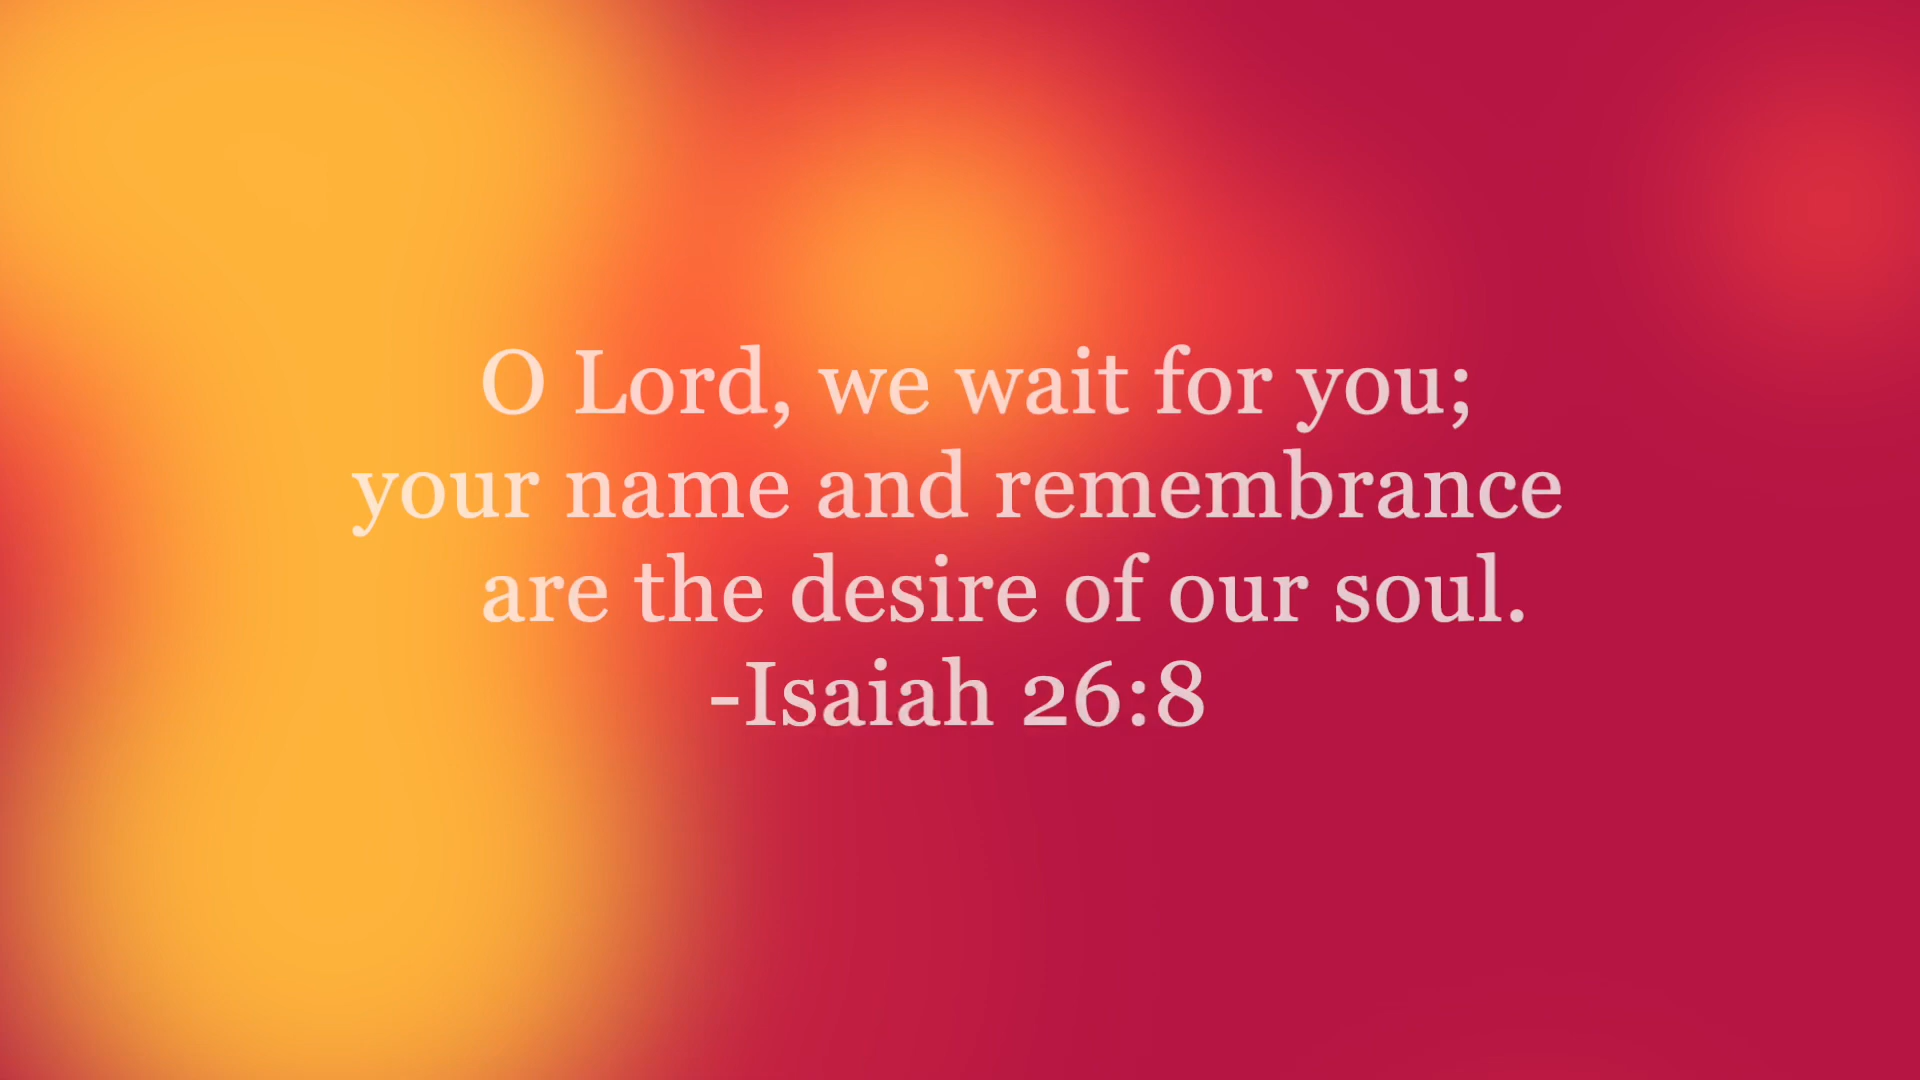 O Lord, we wait for you;
your name and remembrance
are the desire of our soul.
-Isaiah 26:8